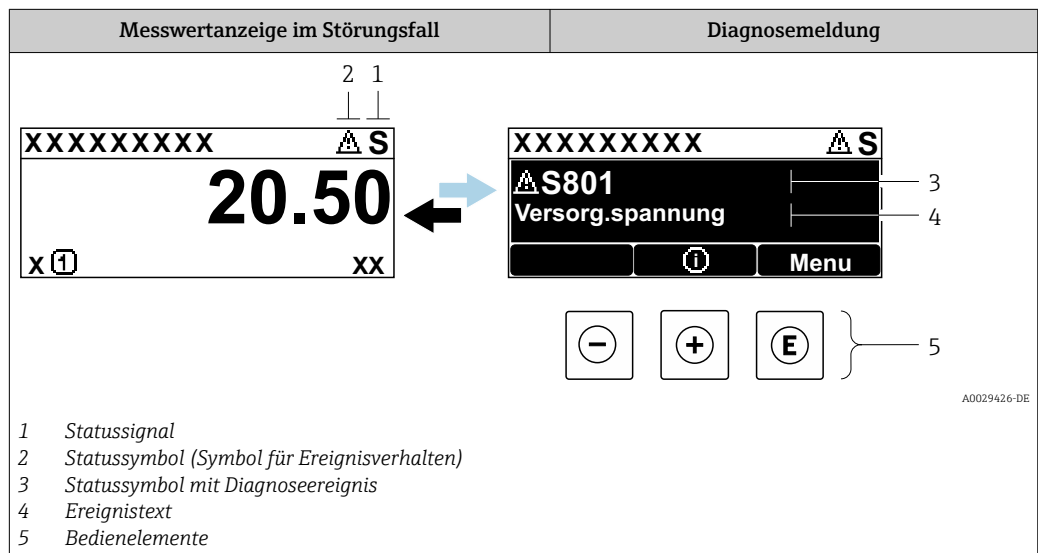 Messwertanzeige im Störungsfall
Diagnosemeldung
2 1
XXXXXXXXX S
20.50
X 1 XX
XXXXXXXXX S
S801
Versorg.spannung
i Menu
3
4
- + E
5
A0029426-DE
1 Statussignal
2 Statussymbol (Symbol für Ereignisverhalten)
3 Statussymbol mit Diagnoseereignis
4 Ereignistext
5 Bedienelemente